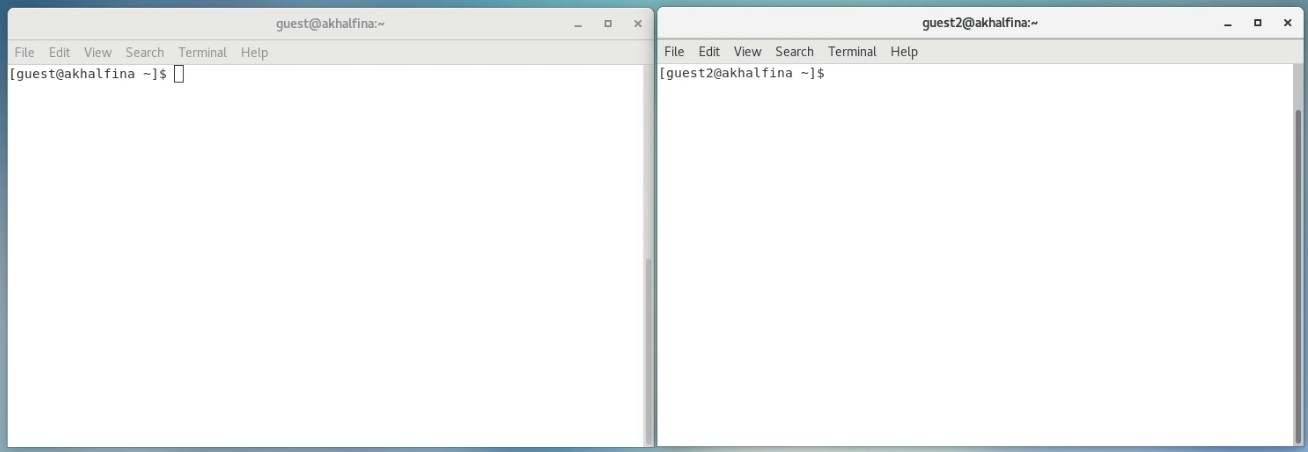 guest@akhalfina:~
File Edit View Search Terminal Help
[guest@akhalfina ~]$
guest2@akhalfina:~
File Edit View Search Terminal Help
[guest2@akhalfina ~]$